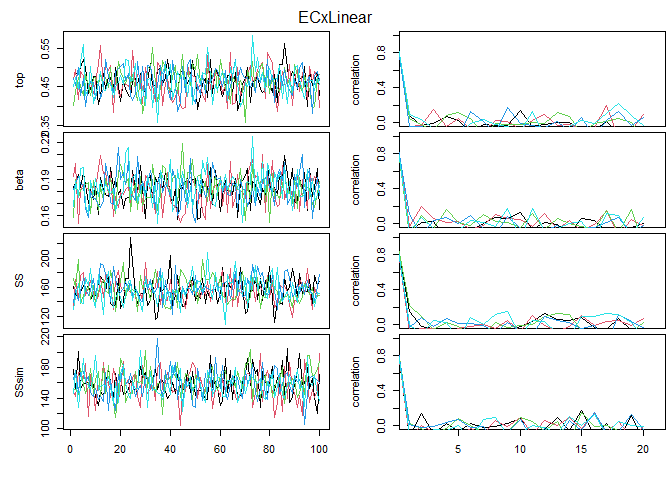 ECxLinear
top
0.35 0.45 0.55
correlation
0.0 0.4 0.8
beta
0.16 0.19 0.22
correlation
0.0 0.4 0.8
SS
120 160 200
correlation
0.0 0.4 0.8
SSsim
100 140 180 220
correlation
0.0 0.4 0.8
0 20 40 60 80 100
5 10 15 20